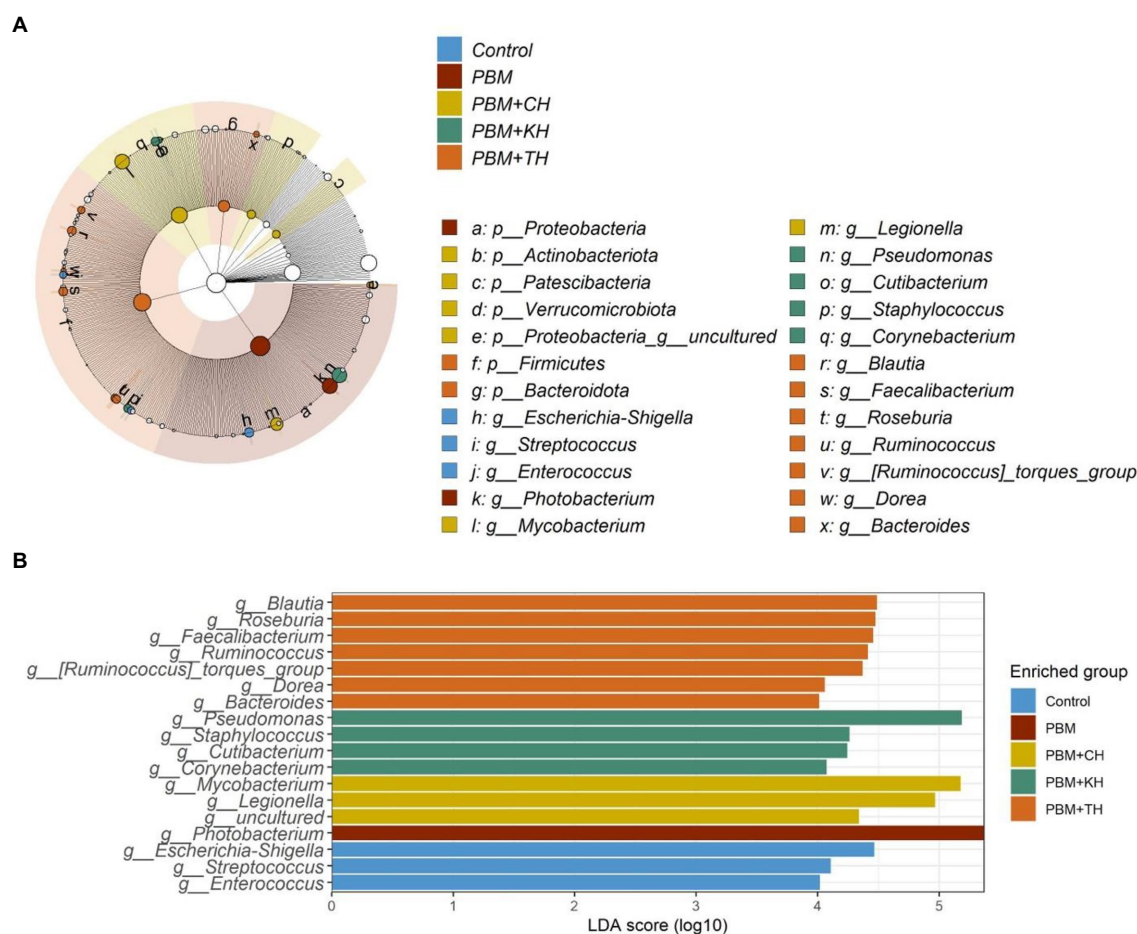 A
Control
PBM
PBM+CH
PBM+KH
PBM+TH
a: p__Proteobacteria
b: p__Actinobacteriota
c: p__Patescibacteria
d: p__Verrucomicrobiota
e: p__Proteobacteria_g__uncultured
f: p__Firmicutes
g: p__Bacteroidota
h: g__Escherichia-Shigella
i: g__Streptococcus
j: g__Enterococcus
k: g__Photobacterium
l: g__Mycobacterium
m: g__Legionella
n: g__Pseudomonas
o: g__Cutibacterium
p: g__Staphylococcus
q: g__Corynebacterium
r: g__Blautia
s: g__Faecalibacterium
t: g__Roseburia
u: g__Ruminococcus
v: g__[Ruminococcus]_torques_group
w: g__Dorea
x: g__Bacteroides
g
x
d
c
b
l
v
r
w
s
f
e
n
k
a
m
h
B
g__Blautia
g__Roseburia
g__Faecalibacterium
g__Ruminococcus
g__[Ruminococcus]_torques_group
g__Dorea
g__Bacteroides
g__Pseudomonas
g__Staphylococcus
g__Cutibacterium
g__Corynebacterium
g__Mycobacterium
g__Legionella
g__uncultured
g__Photobacterium
g__Escherichia-Shigella
g__Streptococcus
g__Enterococcus
0 1 2 3 4 5
LDA score (log10)
Enriched group
Control
PBM
PBM+CH
PBM+KH
PBM+TH